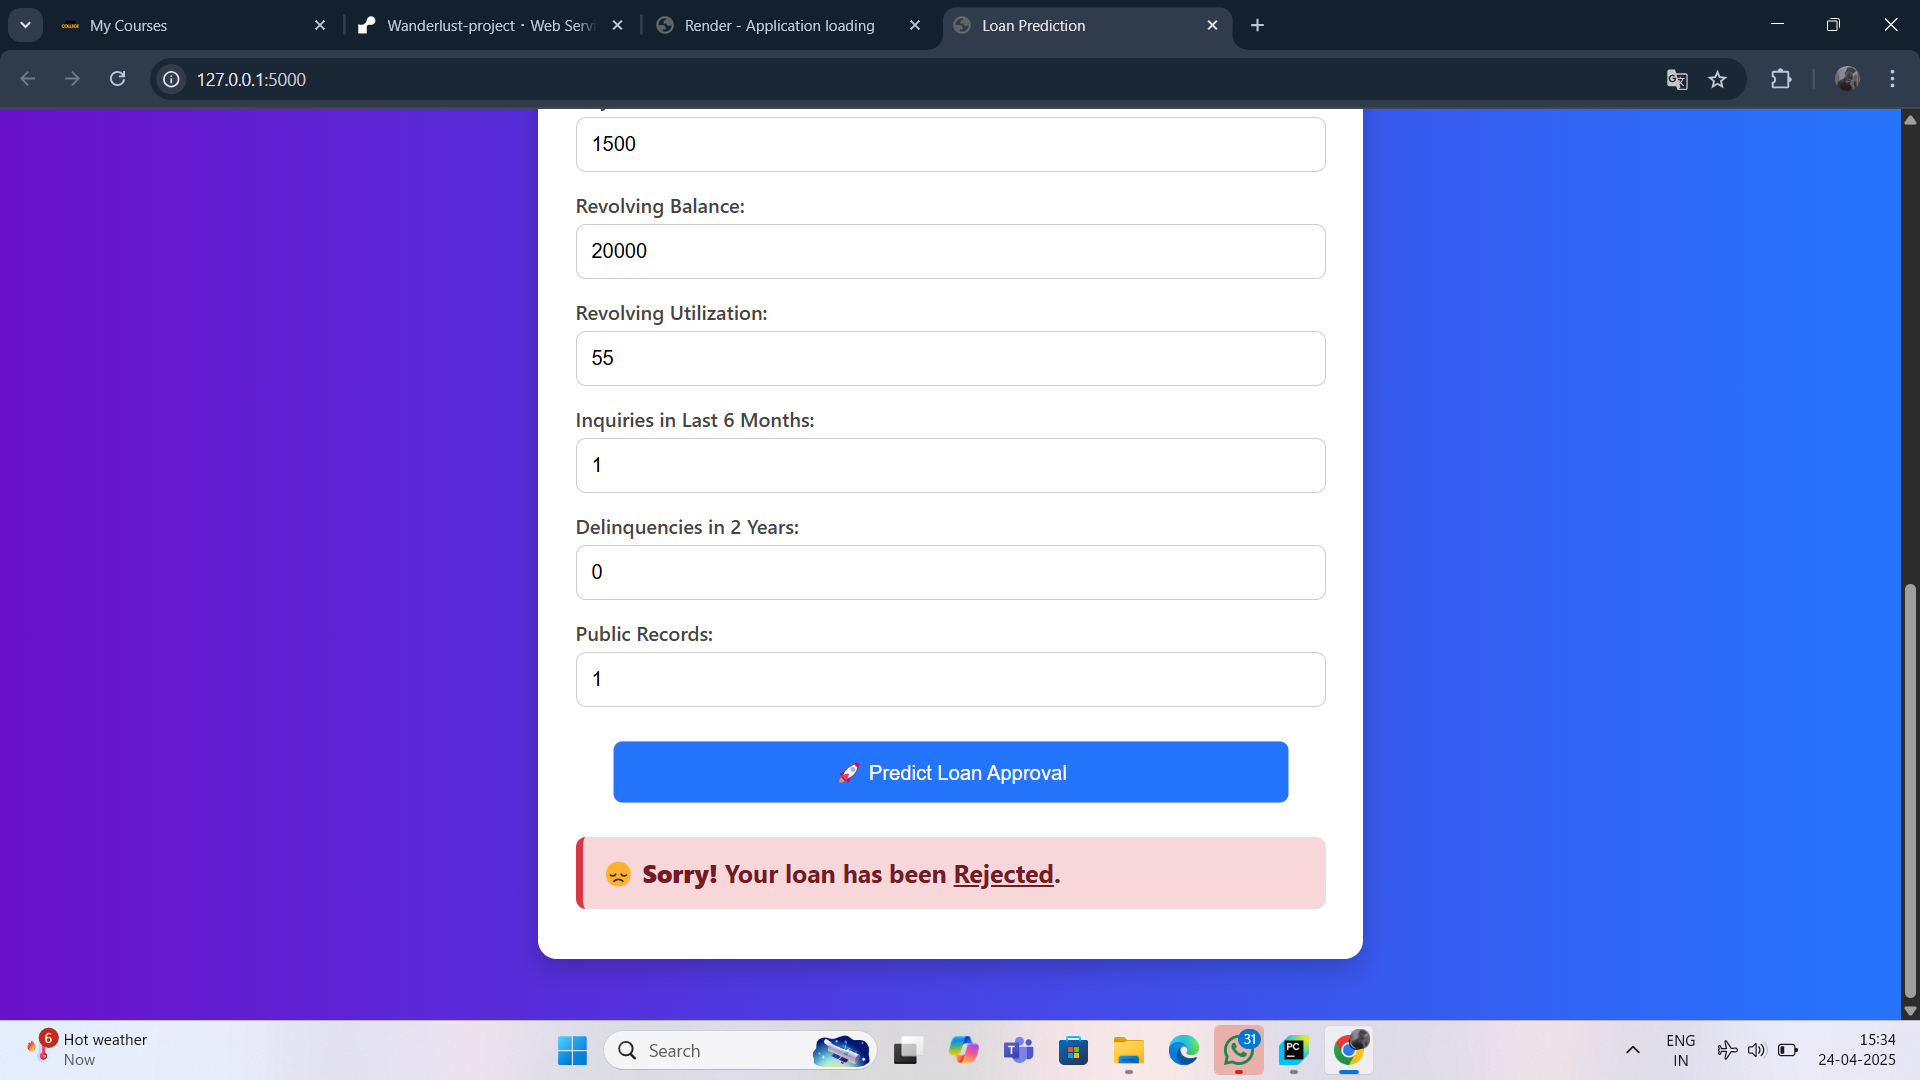 My Courses
Wanderlust-project · Web Servi
Render - Application loading
Loan Prediction
127.0.0.1:5000
1500
Revolving Balance:
20000
Revolving Utilization:
55
Inquiries in Last 6 Months:
1
Delinquencies in 2 Years:
0
Public Records:
1
🚀 Predict Loan Approval
😞 Sorry! Your loan has been Rejected.
6
Hot weather
Now
Search
31
PC
ENG
IN
15:34
24-04-2025